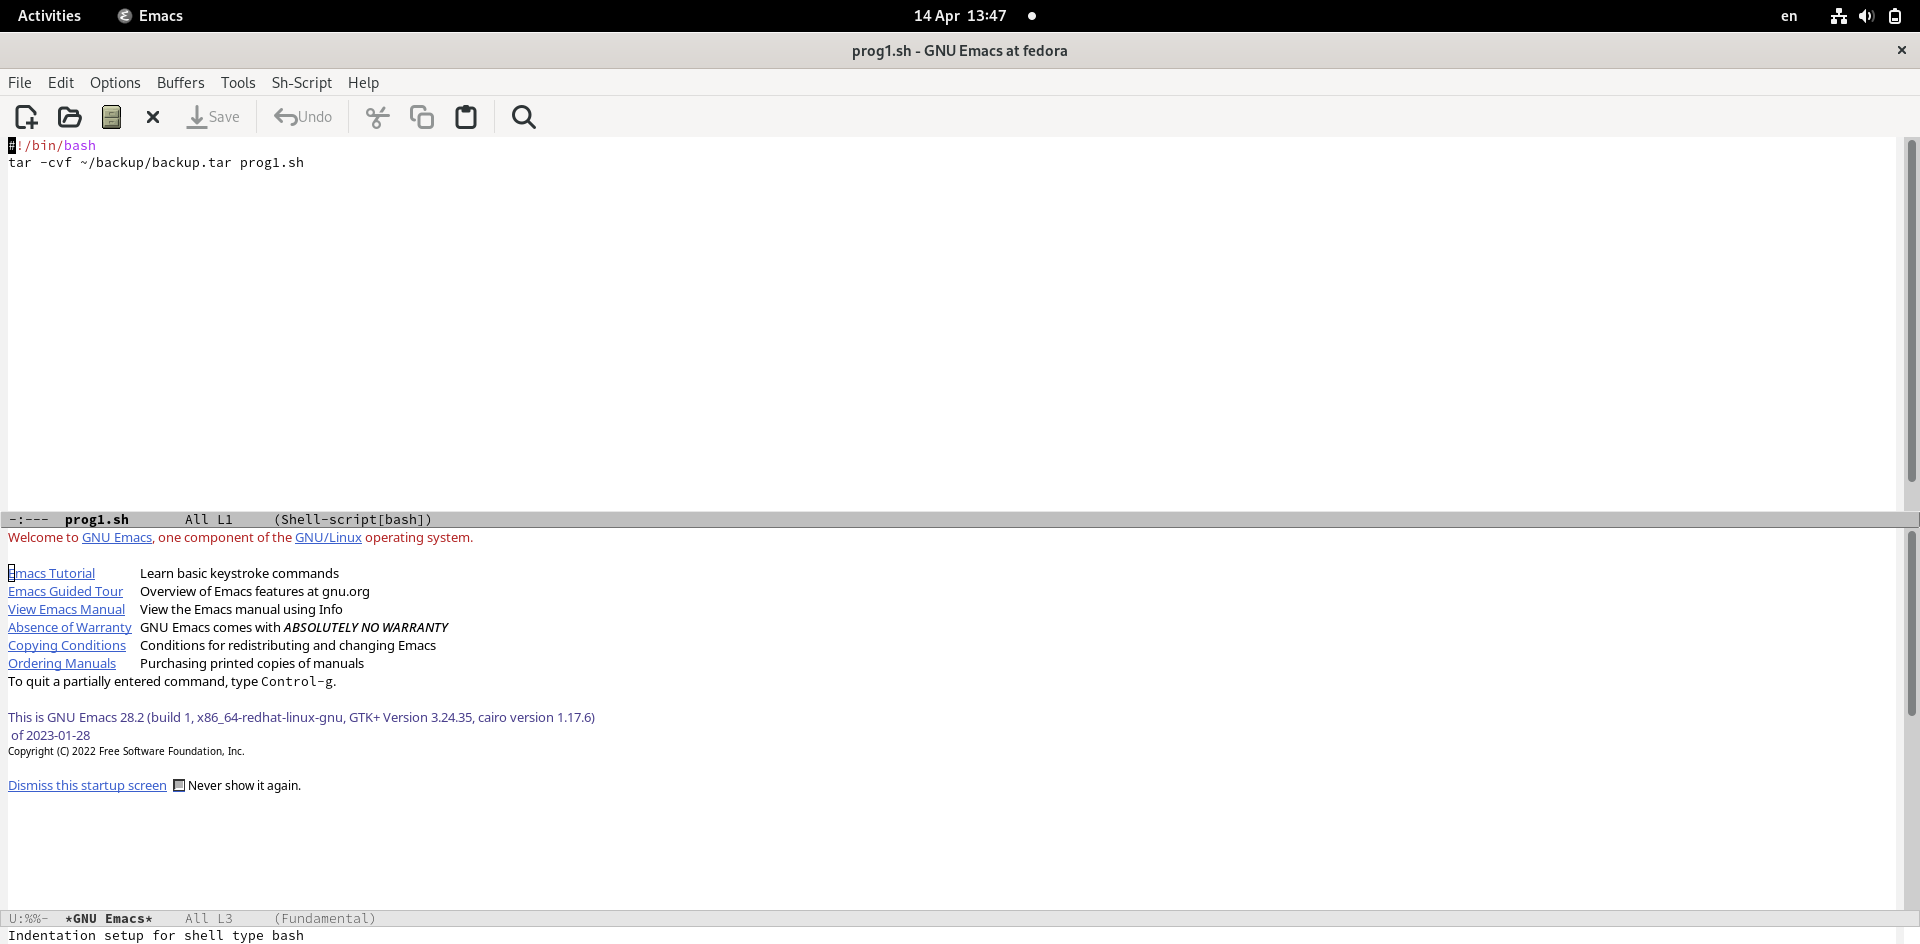 Activities Emacs 14 Apr 13:47 en
prog1.sh - GNU Emacs at fedora
File Edit Options Buffers Tools Sh-Script Help
Save Undo
#!/bin/bash
tar -cvf ~/backup/backup.tar prog1.sh
-:--- prog1.sh All L1 (Shell-script[bash])
Welcome to GNU Emacs, one component of the GNU/Linux operating system.
Emacs Tutorial Learn basic keystroke commands
Emacs Guided Tour Overview of Emacs features at gnu.org
View Emacs Manual View the Emacs manual using Info
Absence of Warranty GNU Emacs comes with ABSOLUTELY NO WARRANTY
Copying Conditions Conditions for redistributing and changing Emacs
Ordering Manuals Purchasing printed copies of manuals
To quit a partially entered command, type Control-g.
This is GNU Emacs 28.2 (build 1, x86_64-redhat-linux-gnu, GTK+ Version 3.24.35, cairo version 1.17.6)
of 2023-01-28
Copyright (C) 2022 Free Software Foundation, Inc.
Dismiss this startup screen Never show it again.
U:%%- *GNU Emacs* All L3 (Fundamental)
Indentation setup for shell type bash